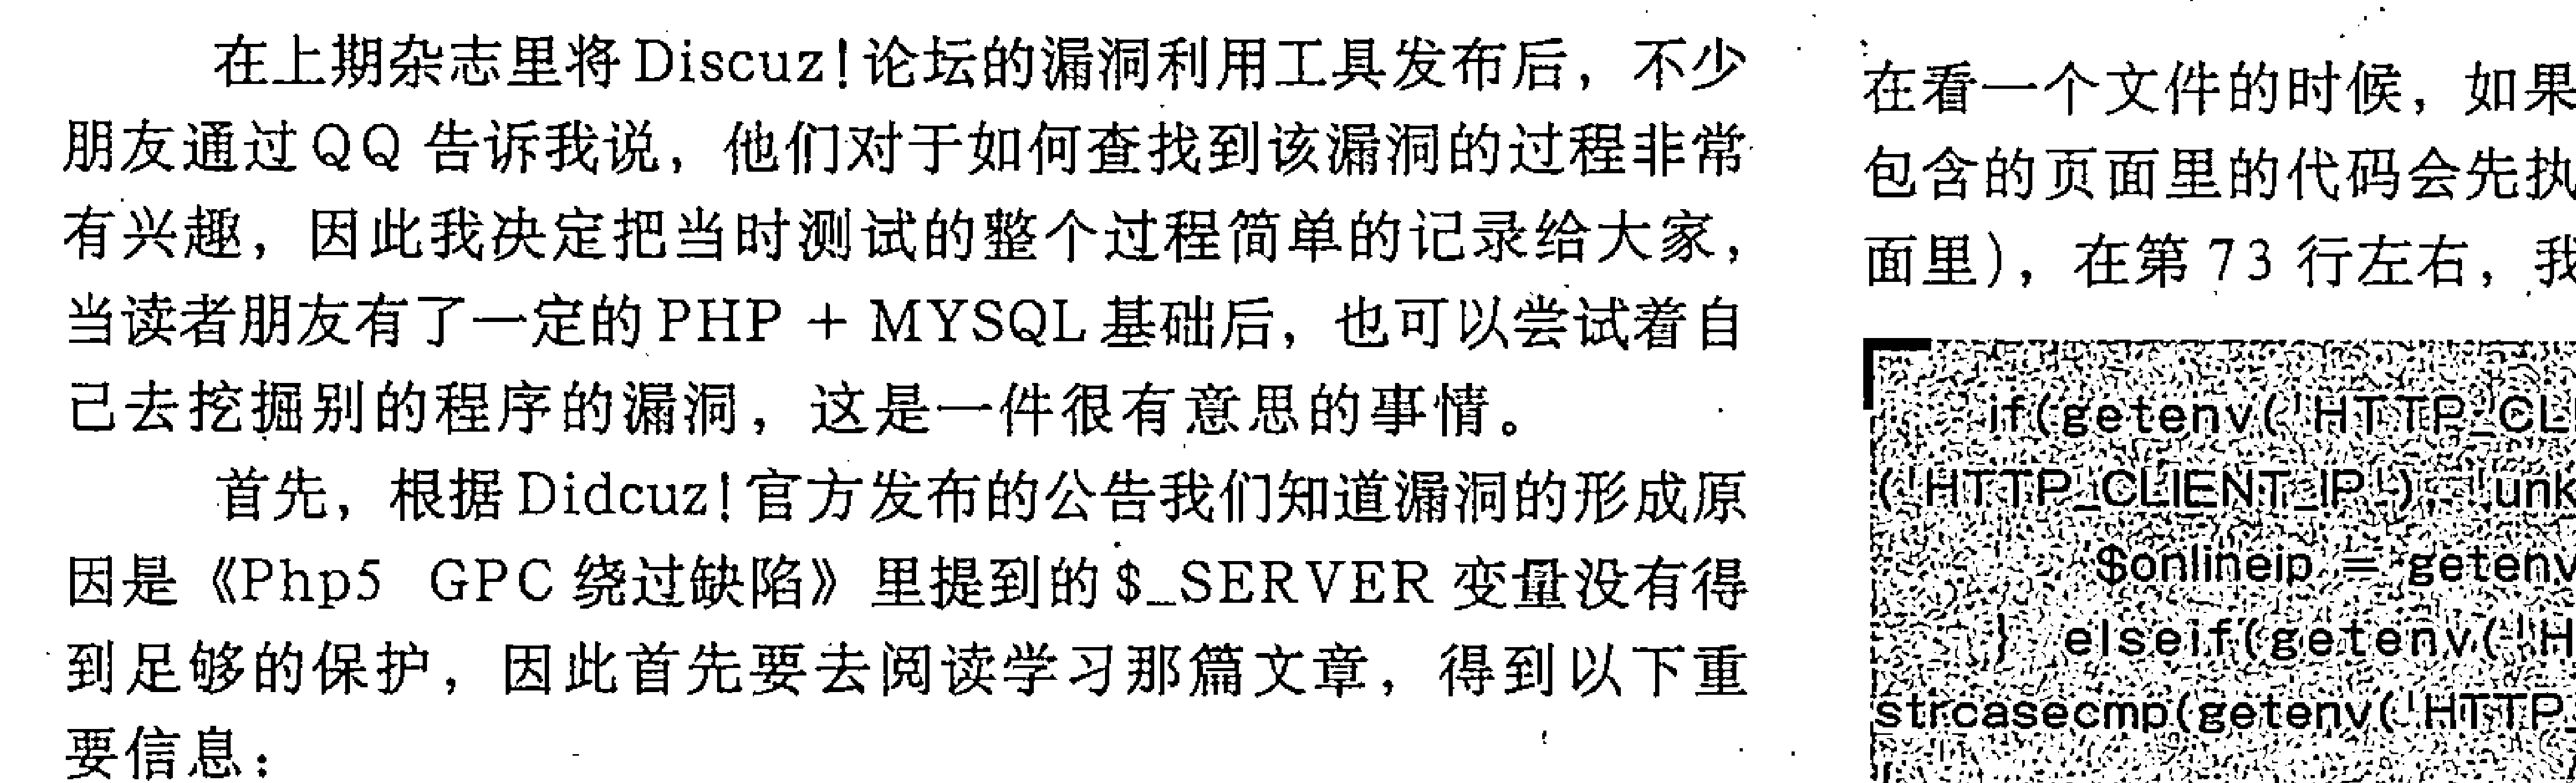 在上期杂志里将Discuz!论坛的漏洞利用工具发布后，不少
朋友通过QQ 告诉我说，他们对于如何查找到该漏洞的过程非常
有兴趣，因此我决定把当时测试的整个过程简单的记录给大家，
当读者朋友有了一定的PHP + MYSQL基础后，也可以尝试着自
己去挖掘别的程序的漏洞，这是一件很有意思的事情。
首先，根据Didcuz!官方发布的公告我们知道漏洞的形成原
因是《Php5 GPC绕过缺陷》里提到的$_SERVER 变量没有得
到足够的保护，因此首先要去阅读学习那篇文章，得到以下重
要信息：
在看一个文件的时候，如果
包含的页面里的代码会先执
面里），在第 73 行左右，我
if(getenv('HTTP_CLI
('HTTP_CLIENT_IP'), 'unk
$onlineip = getenv
} elseif(getenv('H
strcasecmp(getenv('HTTP_